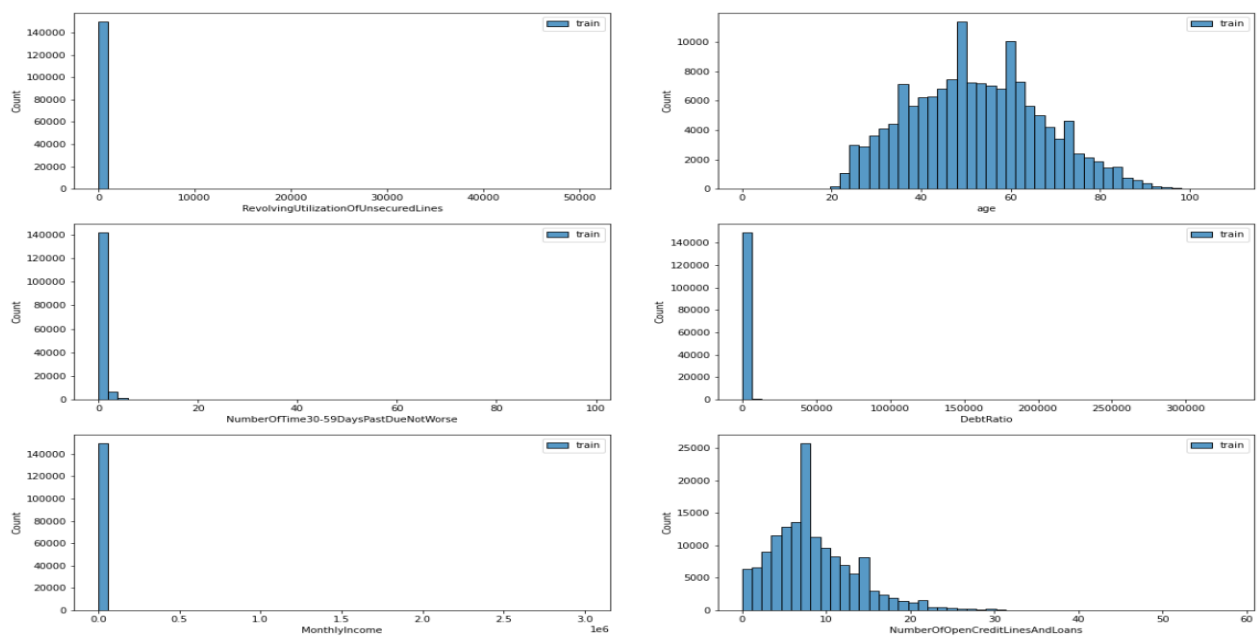 train
Count
140000
120000
100000
80000
60000
40000
20000
0
0 10000 20000 30000 40000 50000
RevolvingUtilizationOfUnsecuredLines
train
Count
10000
8000
6000
4000
2000
0
0 20 40 60 80 100
age
train
Count
140000
120000
100000
80000
60000
40000
20000
0
0 20 40 60 80 100
NumberOfTime30-59DaysPastDueNotWorse
train
Count
140000
120000
100000
80000
60000
40000
20000
0
0 50000 100000 150000 200000 250000 300000
DebtRatio
train
Count
140000
120000
100000
80000
60000
40000
20000
0
0.0 0.5 1.0 1.5 2.0 2.5 3.0
1e6
MonthlyIncome
train
Count
25000
20000
15000
10000
5000
0
0 10 20 30 40 50 60
NumberOfOpenCreditLinesAndLoans